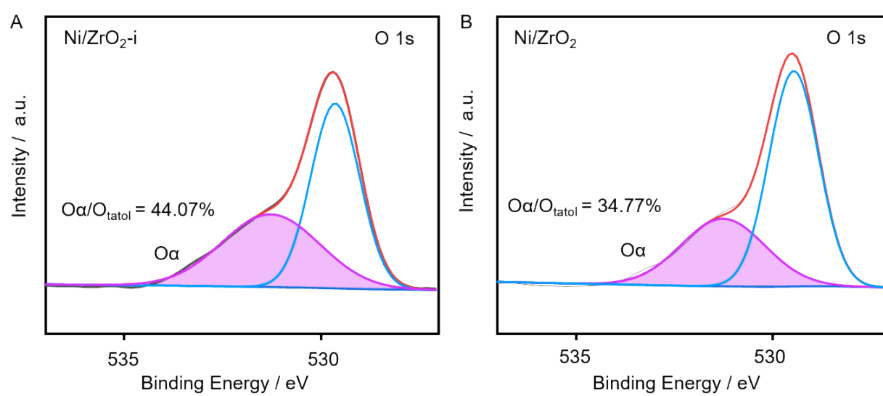 A
Ni/ZrO2-i
O 1s
Oα/Ototal = 44.07%
Oα
535
530
Binding Energy / eV
Intensity / a.u.
B
Ni/ZrO2
O 1s
Oα/Otatol = 34.77%
Oα
535
530
Binding Energy / eV
Intensity / a.u.